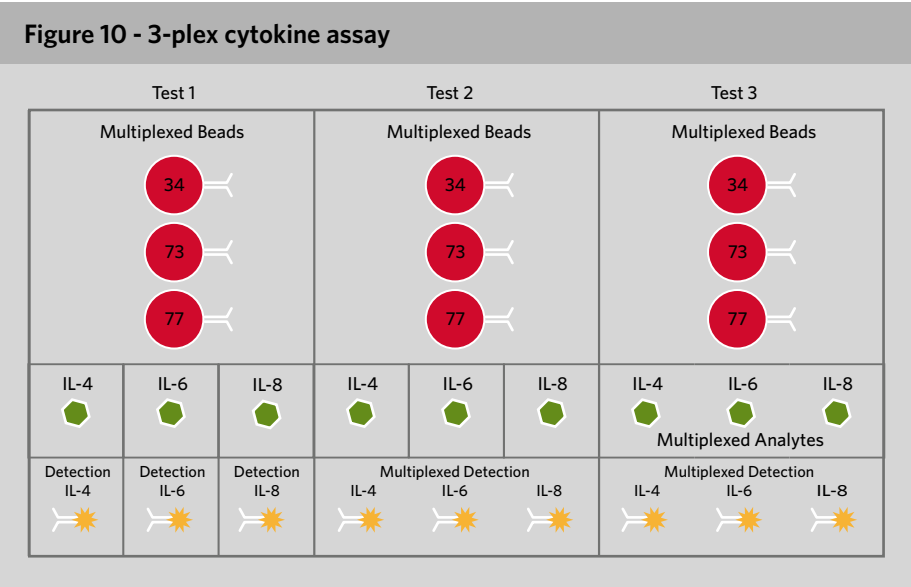 Figure 10 - 3-plex cytokine assay
Test 1 Test 2 Test 3
Multiplexed Beads Multiplexed Beads Multiplexed Beads
34 34 34
73 73 73
77 77 77
IL-4 IL-6 IL-8 IL-4 IL-6 IL-8 IL-4 IL-6 IL-8
Multiplexed Analytes
Detection Detection Detection Multiplexed Detection Multiplexed Detection
IL-4 IL-6 IL-8 IL-4 IL-6 IL-8 IL-4 IL-6 IL-8